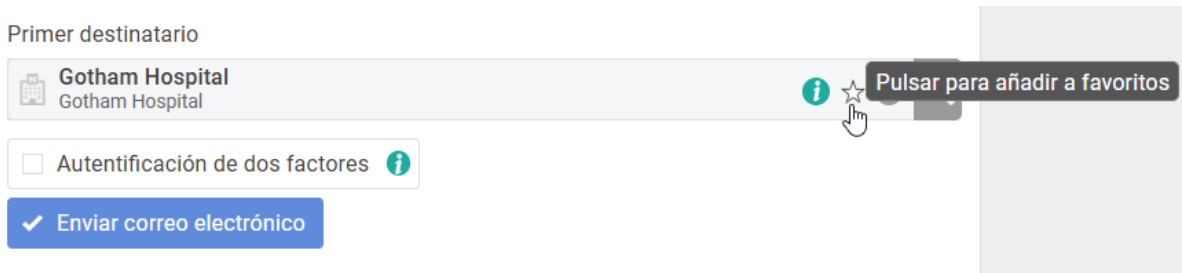 Primer destinatario
Gotham Hospital
Gotham Hospital
Pulsar para añadir a favoritos
Autentificación de dos factores
Enviar correo electrónico